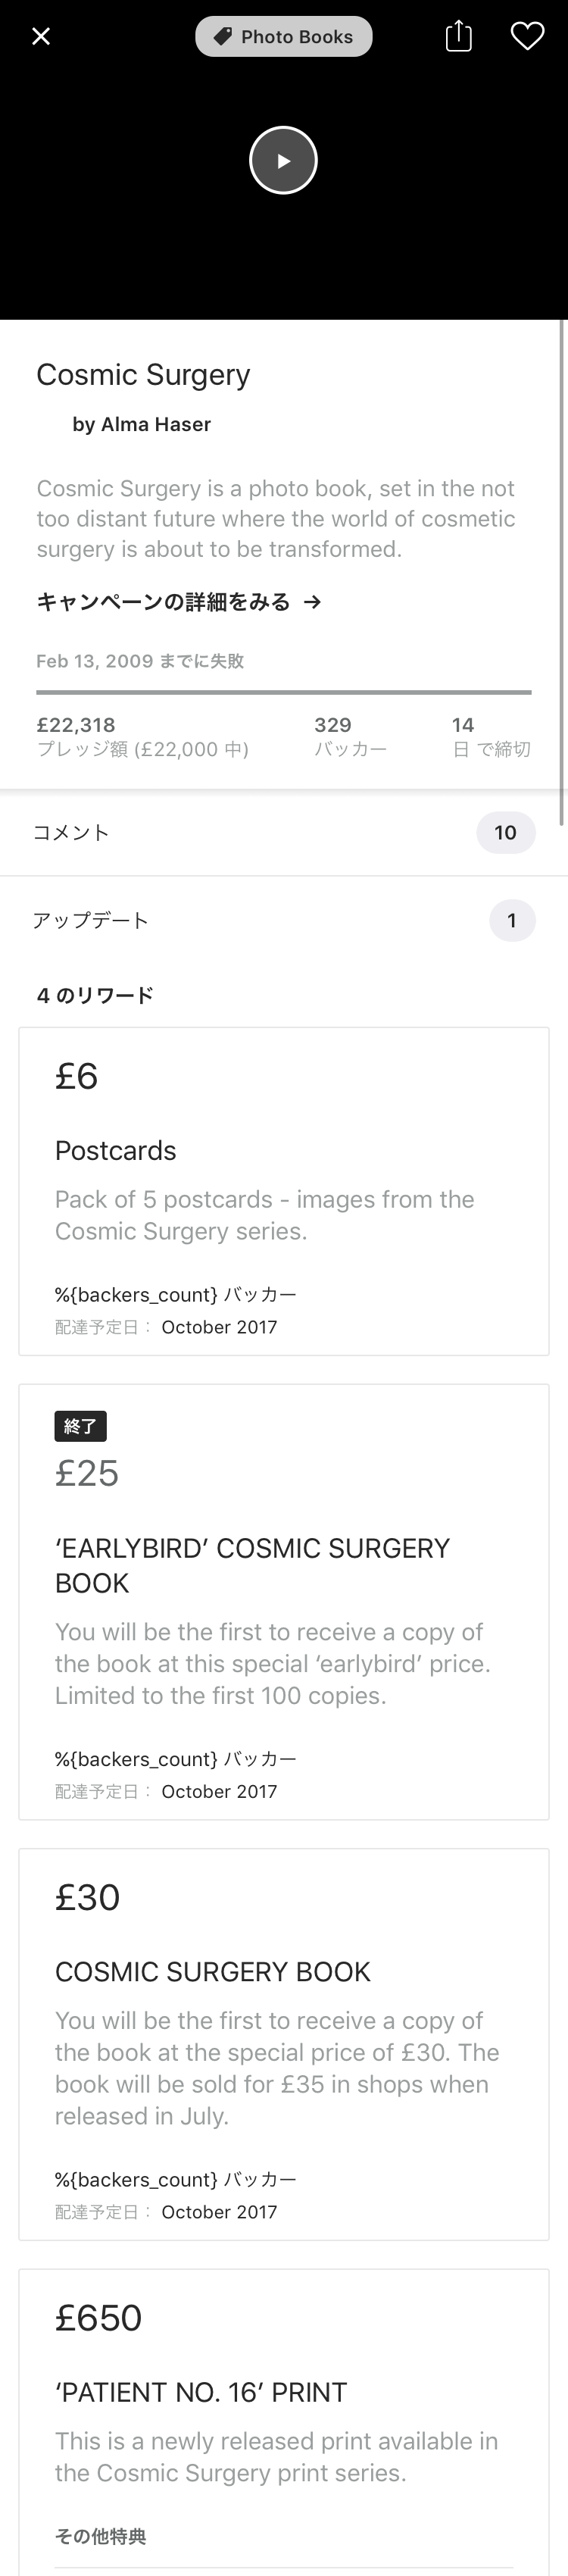 Photo Books
Cosmic Surgery
by Alma Haser
Cosmic Surgery is a photo book, set in the not
too distant future where the world of cosmetic
surgery is about to be transformed.
キャンペーンの詳細をみる →
Feb 13, 2009 までに失敗
£22,318 329 14
プレッジ額 (£22,000 中) バッカー 日 で締切
コメント 10
アップデート 1
4 のリワード
£6
Postcards
Pack of 5 postcards - images from the
Cosmic Surgery series.
%{backers_count} バッカー
配達予定日： October 2017
終了
£25
‘EARLYBIRD’ COSMIC SURGERY
BOOK
You will be the first to receive a copy of
the book at this special ‘earlybird’ price.
Limited to the first 100 copies.
%{backers_count} バッカー
配達予定日： October 2017
£30
COSMIC SURGERY BOOK
You will be the first to receive a copy of
the book at the special price of £30. The
book will be sold for £35 in shops when
released in July.
%{backers_count} バッカー
配達予定日： October 2017
£650
‘PATIENT NO. 16’ PRINT
This is a newly released print available in
the Cosmic Surgery print series.
その他特典